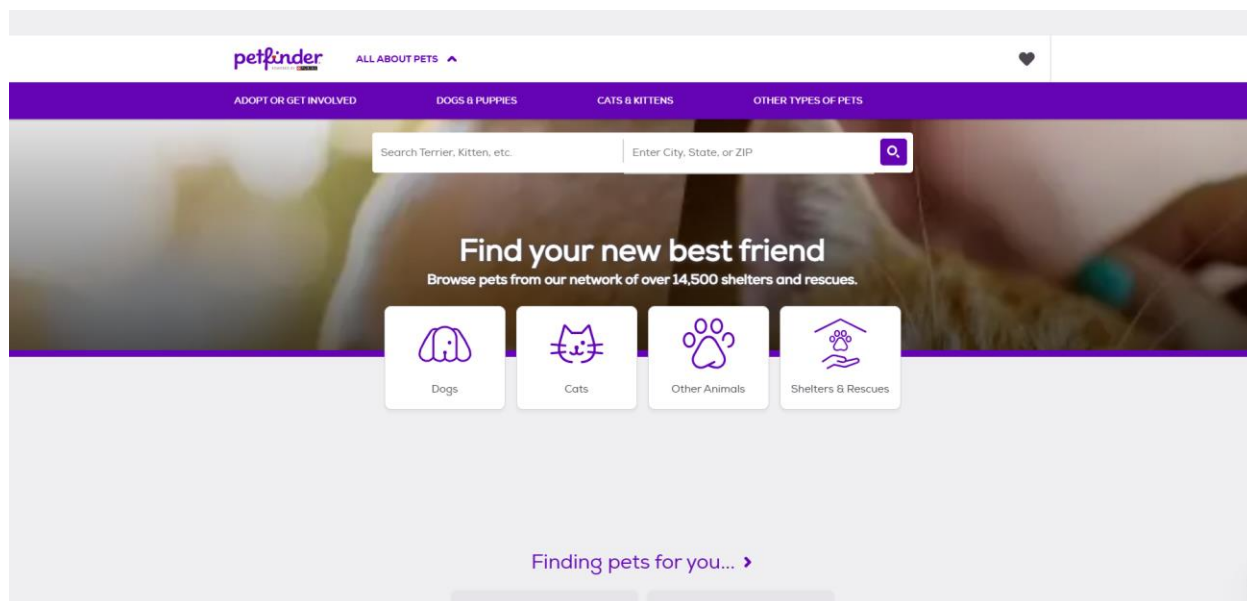 petfinder
ALL ABOUT PETS
ADOPT OR GET INVOLVED
DOGS & PUPPIES
CATS & KITTENS
OTHER TYPES OF PETS
Search Terrier, Kitten, etc.
Enter City, State, or ZIP
Find your new best friend
Browse pets from our network of over 14,500 shelters and rescues.
Dogs
Cats
Other Animals
Shelters & Rescues
Finding pets for you...